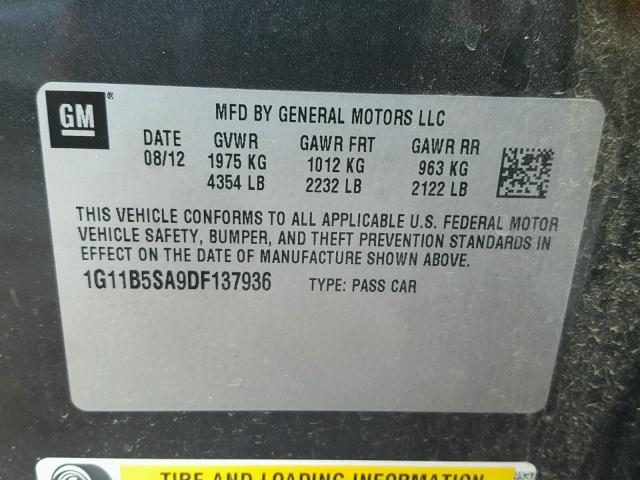 GM ®
MFD BY GENERAL MOTORS LLC
DATE GVWR GAWR FRT GAWR RR
08/12 1975 KG 1012 KG 963 KG
4354 LB 2232 LB 2122 LB
THIS VEHICLE CONFORMS TO ALL APPLICABLE U.S. FEDERAL MOTOR
VEHICLE SAFETY, BUMPER, AND THEFT PREVENTION STANDARDS IN
EFFECT ON THE DATE OF MANUFACTURE SHOWN ABOVE.
1G11B5SA9DF137936 TYPE: PASS CAR
TIRE AND LOADING INFORMATION